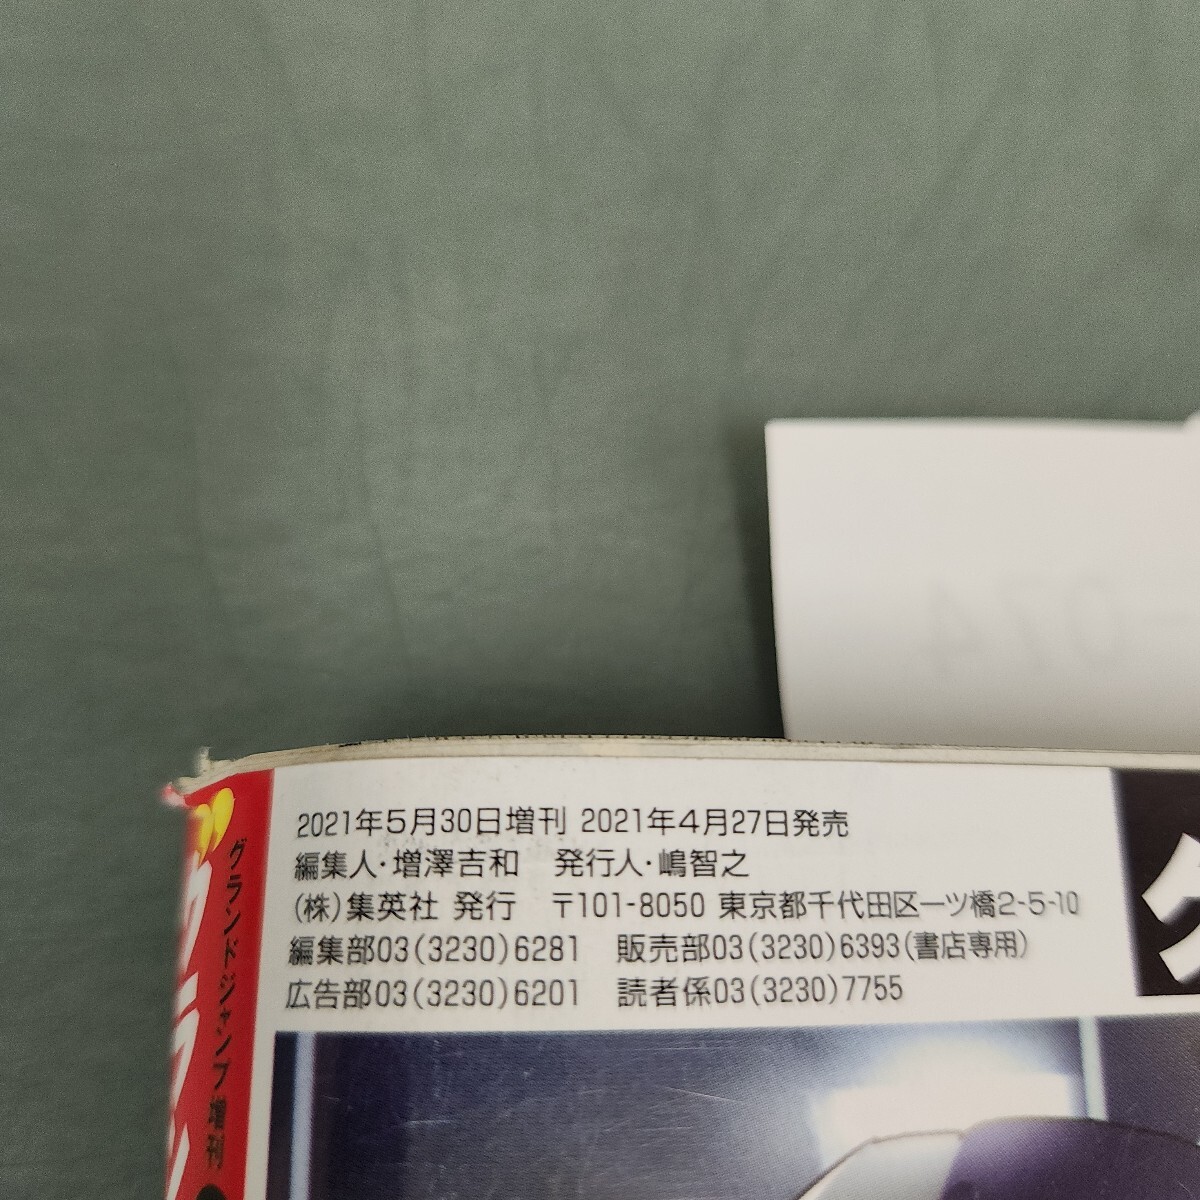 2021年5月30日増刊 2021年4月27日発売
編集人・増澤吉和 発行人・嶋智之
(株)集英社 発行 〒101-8050 東京都千代田区一ツ橋2-5-10
編集部03(3230)6281 販売部03(3230)6393(書店専用)
広告部03(3230)6201 読者係03(3230)7755
グランドジャンプ増刊
グラン
074